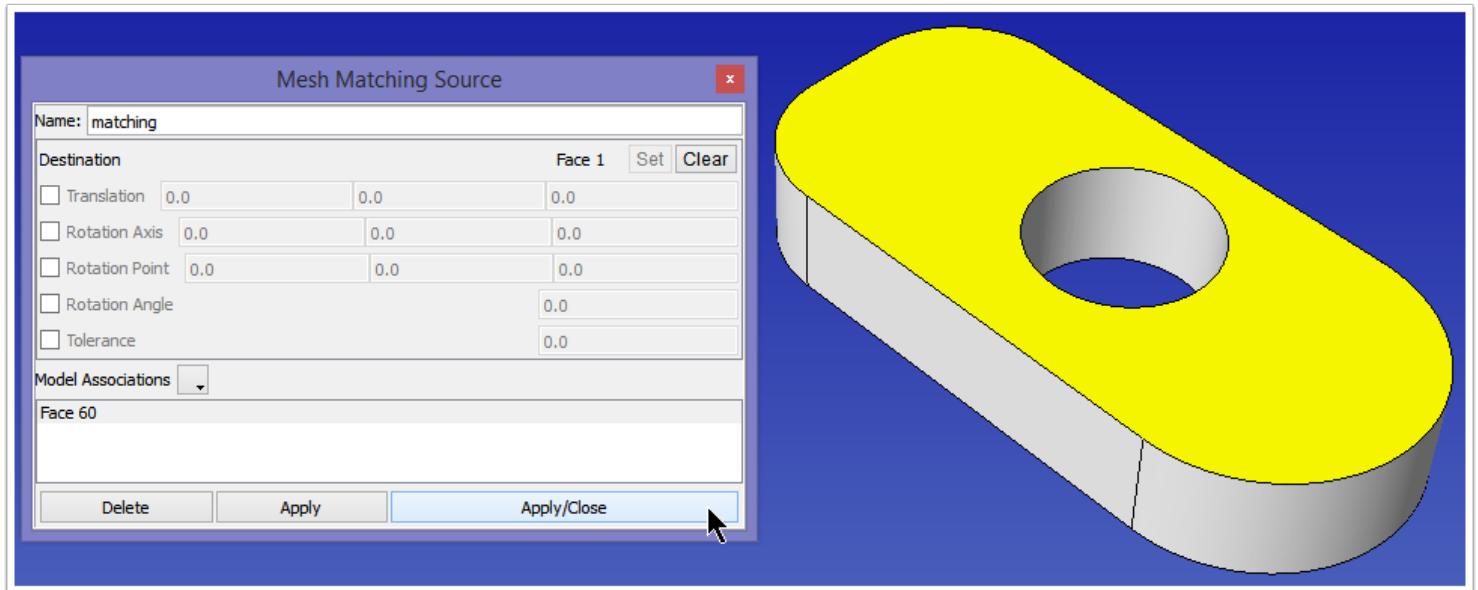 Mesh Matching Source
x
Name: matching
Destination Face 1 Set Clear
Translation 0.0 0.0 0.0
Rotation Axis 0.0 0.0 0.0
Rotation Point 0.0 0.0 0.0
Rotation Angle 0.0
Tolerance 0.0
Model Associations
Face 60
Delete Apply Apply/Close